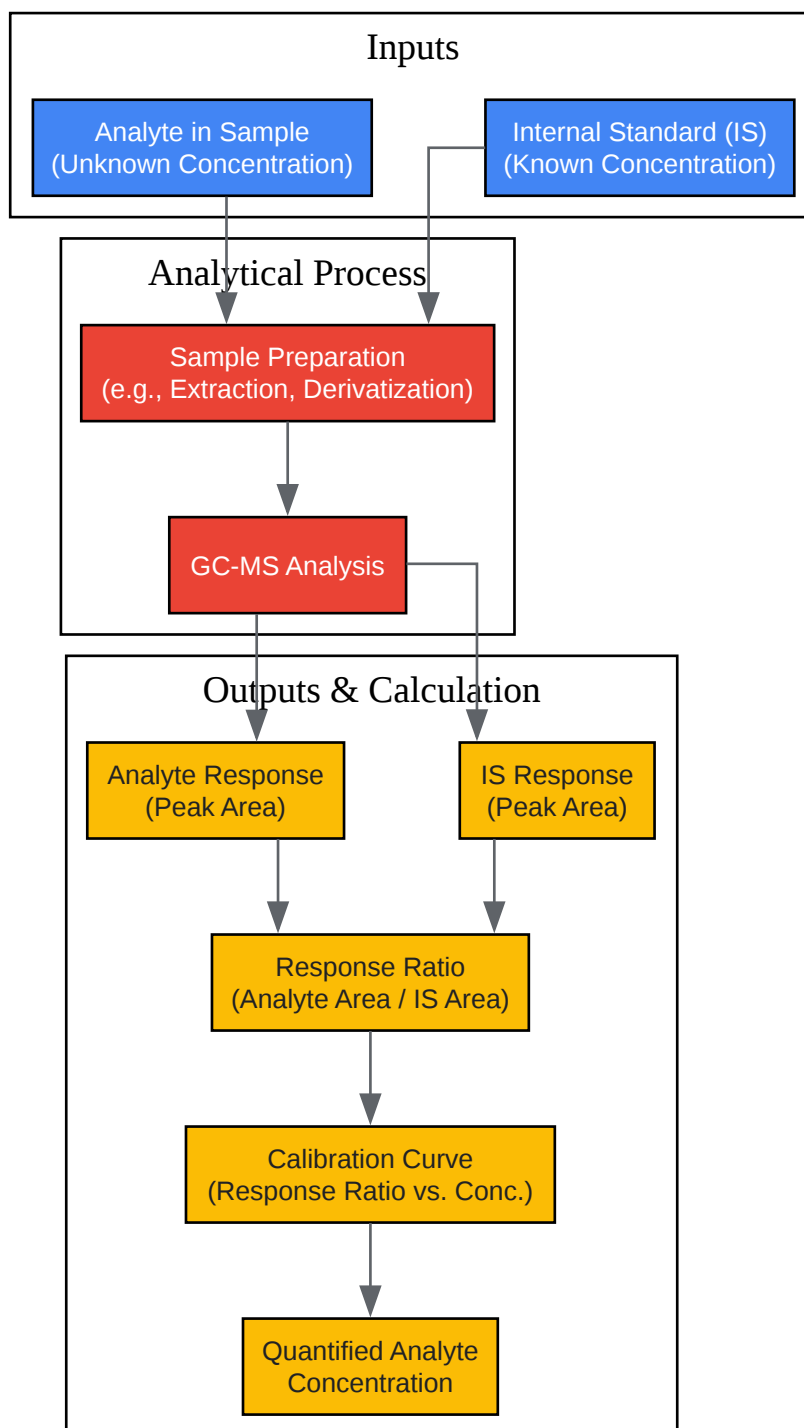 Inputs
Analyte in Sample
(Unknown Concentration)
Internal Standard (IS)
(Known Concentration)
Analytical Process
Sample Preparation
(e.g., Extraction, Derivatization)
GC-MS Analysis
Outputs & Calculation
Analyte Response
(Peak Area)
IS Response
(Peak Area)
Response Ratio
(Analyte Area / IS Area)
Calibration Curve
(Response Ratio vs. Conc.)
Quantified Analyte
Concentration